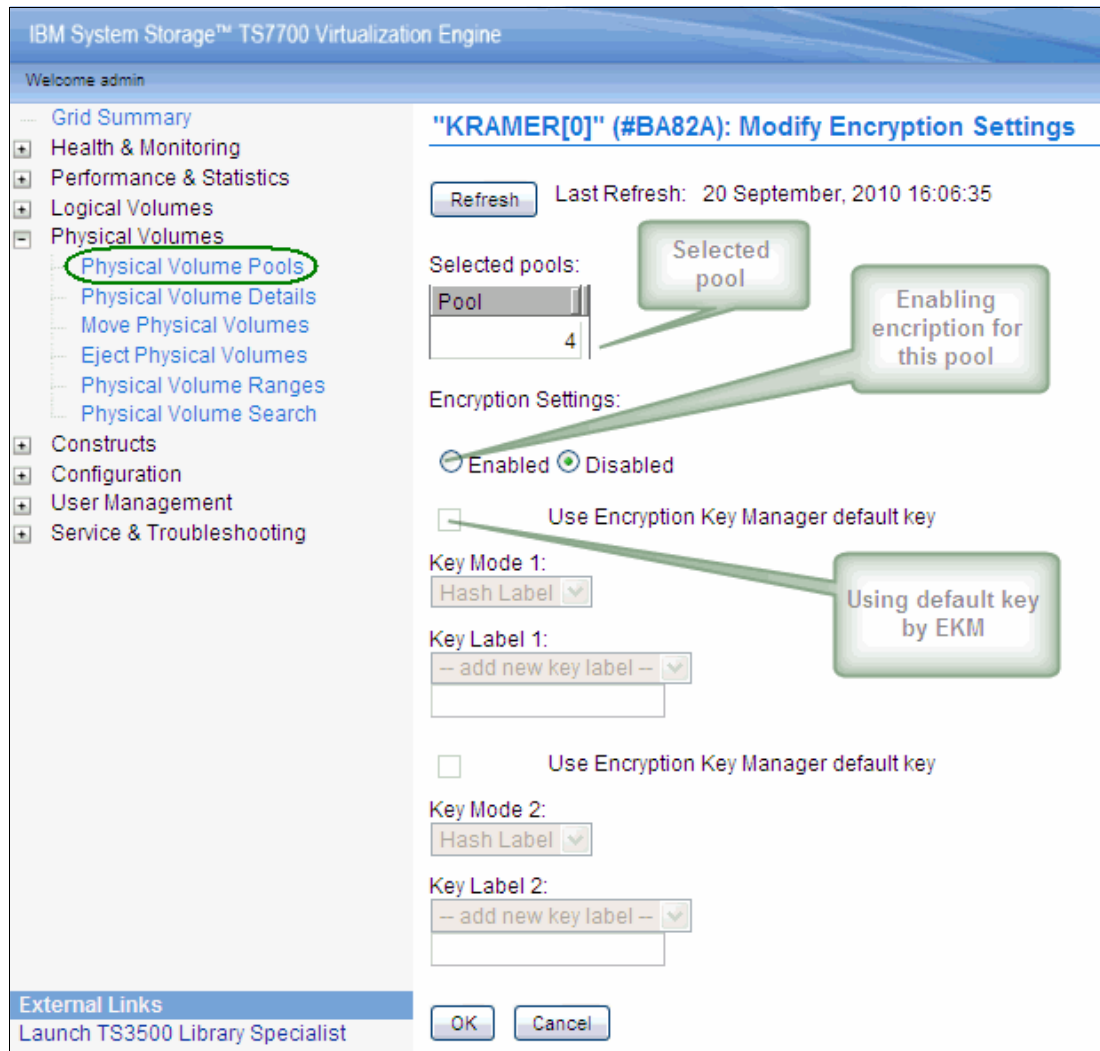 IBM System Storage™ TS7700 Virtualization Engine
Welcome admin
Grid Summary
Health & Monitoring
Performance & Statistics
Logical Volumes
Physical Volumes
Physical Volume Pools
Physical Volume Details
Move Physical Volumes
Eject Physical Volumes
Physical Volume Ranges
Physical Volume Search
Constructs
Configuration
User Management
Service & Troubleshooting
External Links
Launch TS3500 Library Specialist
"KRAMER[0]" (#BA82A): Modify Encryption Settings
Refresh Last Refresh: 20 September, 2010 16:06:35
Selected pools:
Pool
4
Selected
pool
Enabling
encription for
this pool
Encryption Settings:
Enabled Disabled
Use Encryption Key Manager default key
Key Mode 1:
Hash Label
Using default key
by EKM
Key Label 1:
-- add new key label --
Use Encryption Key Manager default key
Key Mode 2:
Hash Label
Key Label 2:
-- add new key label --
OK Cancel